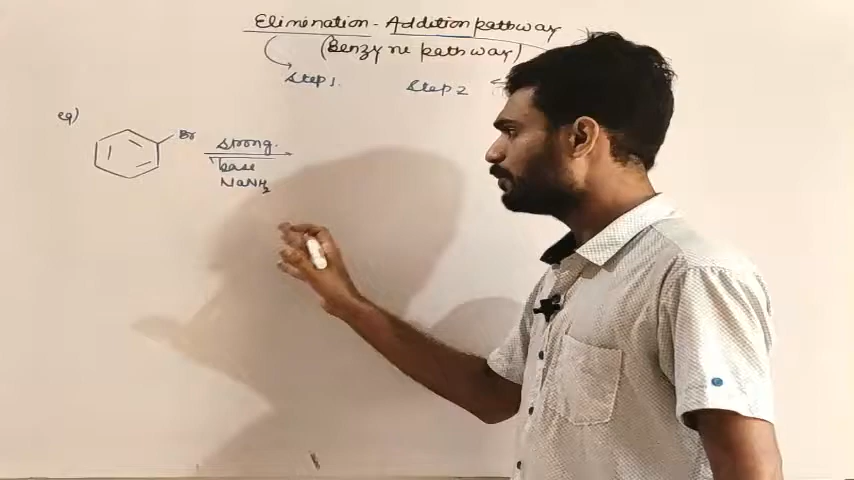 Elimination - Addition pathway
(Benzyne pathway)
Step 1.
Step 2
eg)
Br
strong.
base
NaNH2